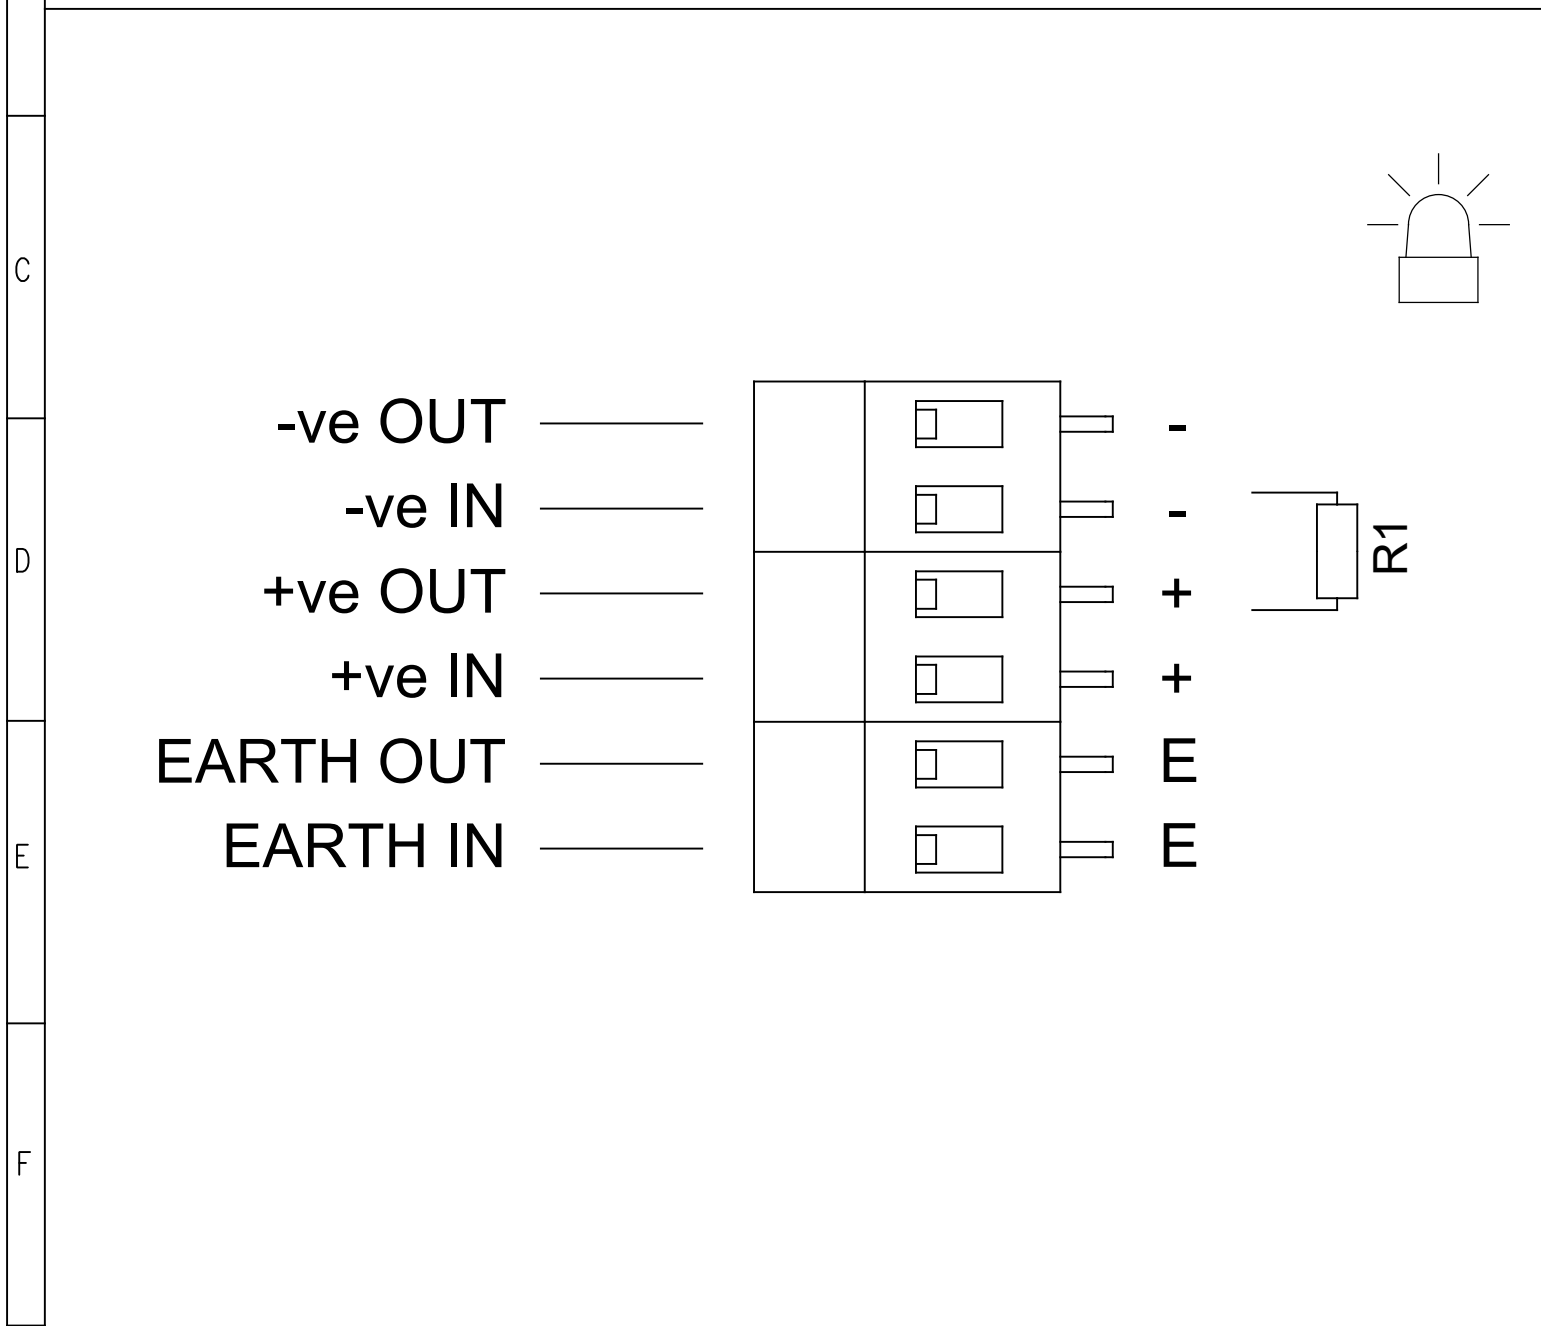 C
D
E
F
-ve OUT -
-ve IN -
+ve OUT +
+ve IN +
EARTH OUT E
EARTH IN E
R1